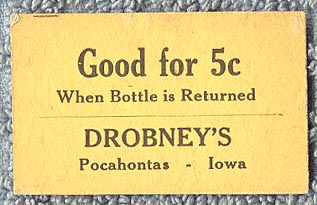 Good for 5c
When Bottle is Returned
DROBNEY'S
Pocahontas - Iowa